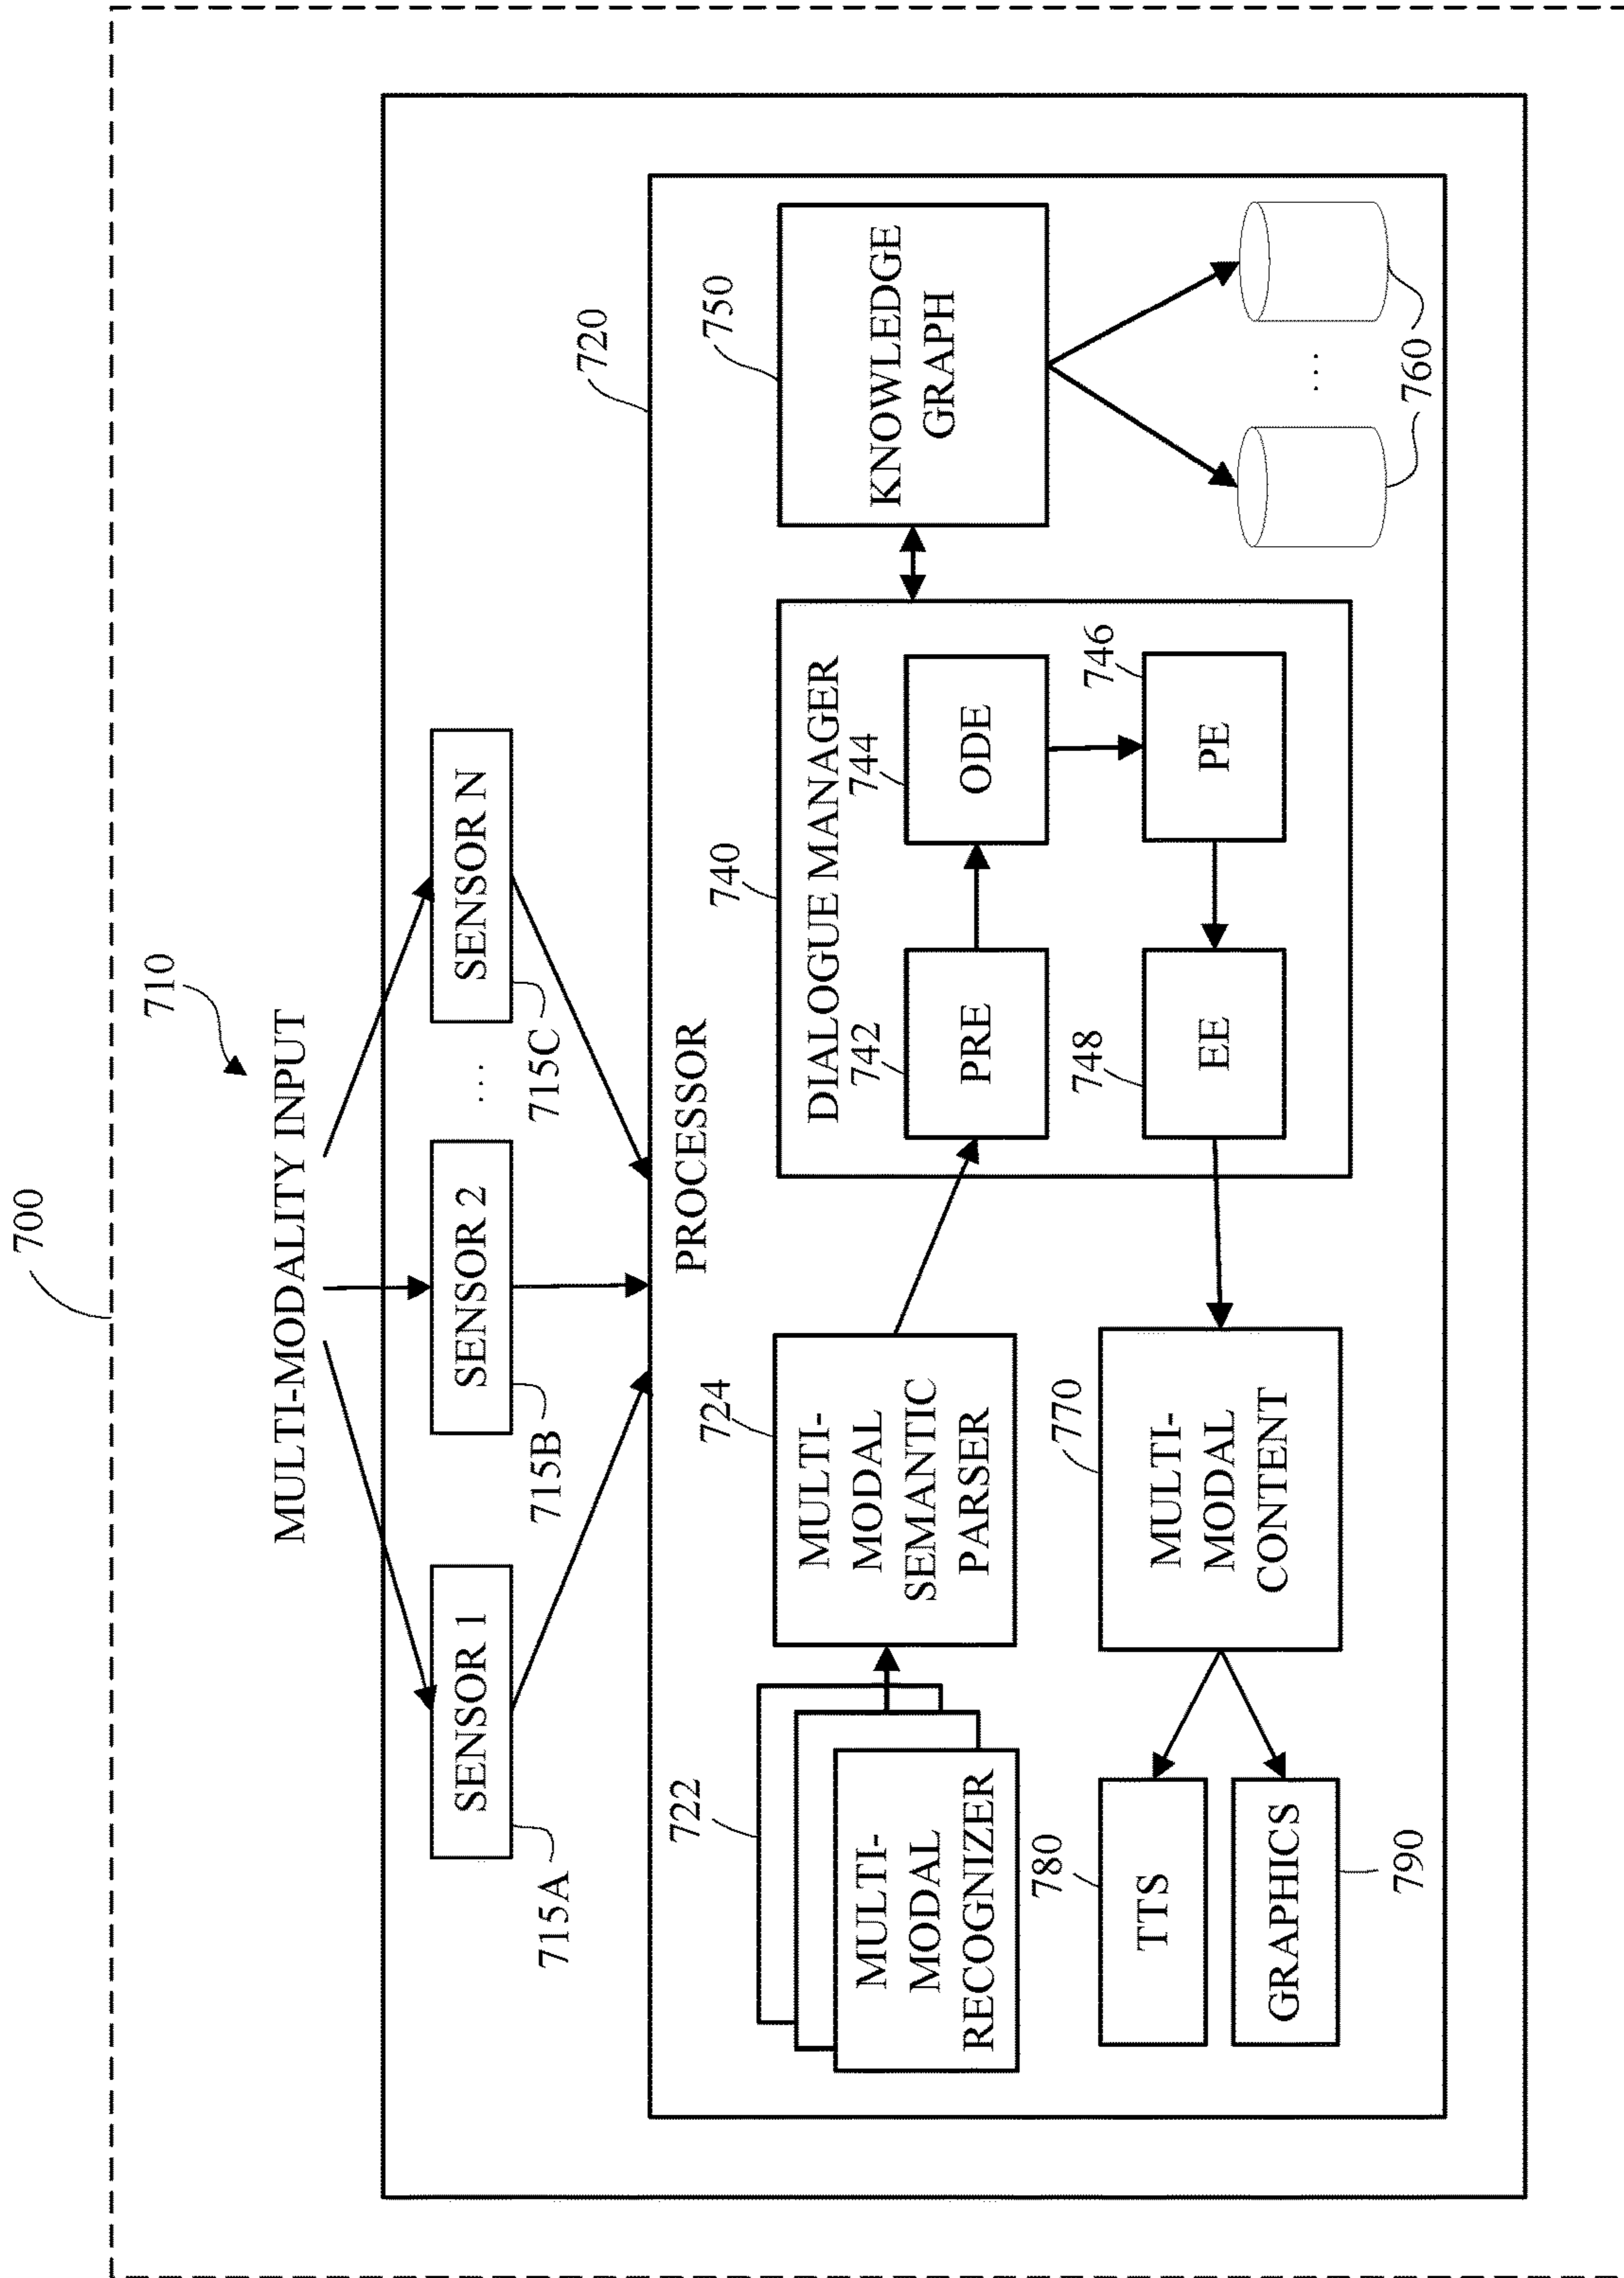 700
710
MULTI-MODALITY INPUT
SENSOR 1
SENSOR 2
...
SENSOR N
715A
715B
715C
720
PROCESSOR
722
MULTI-
MODAL
RECOGNIZER
724
MULTI-
MODAL
SEMANTIC
PARSER
740
DIALOGUE MANAGER
742
PRE
744
ODE
746
PE
748
EE
750
KNOWLEDGE
GRAPH
...
760
770
MULTI-
MODAL
CONTENT
780
TTS
GRAPHICS
790